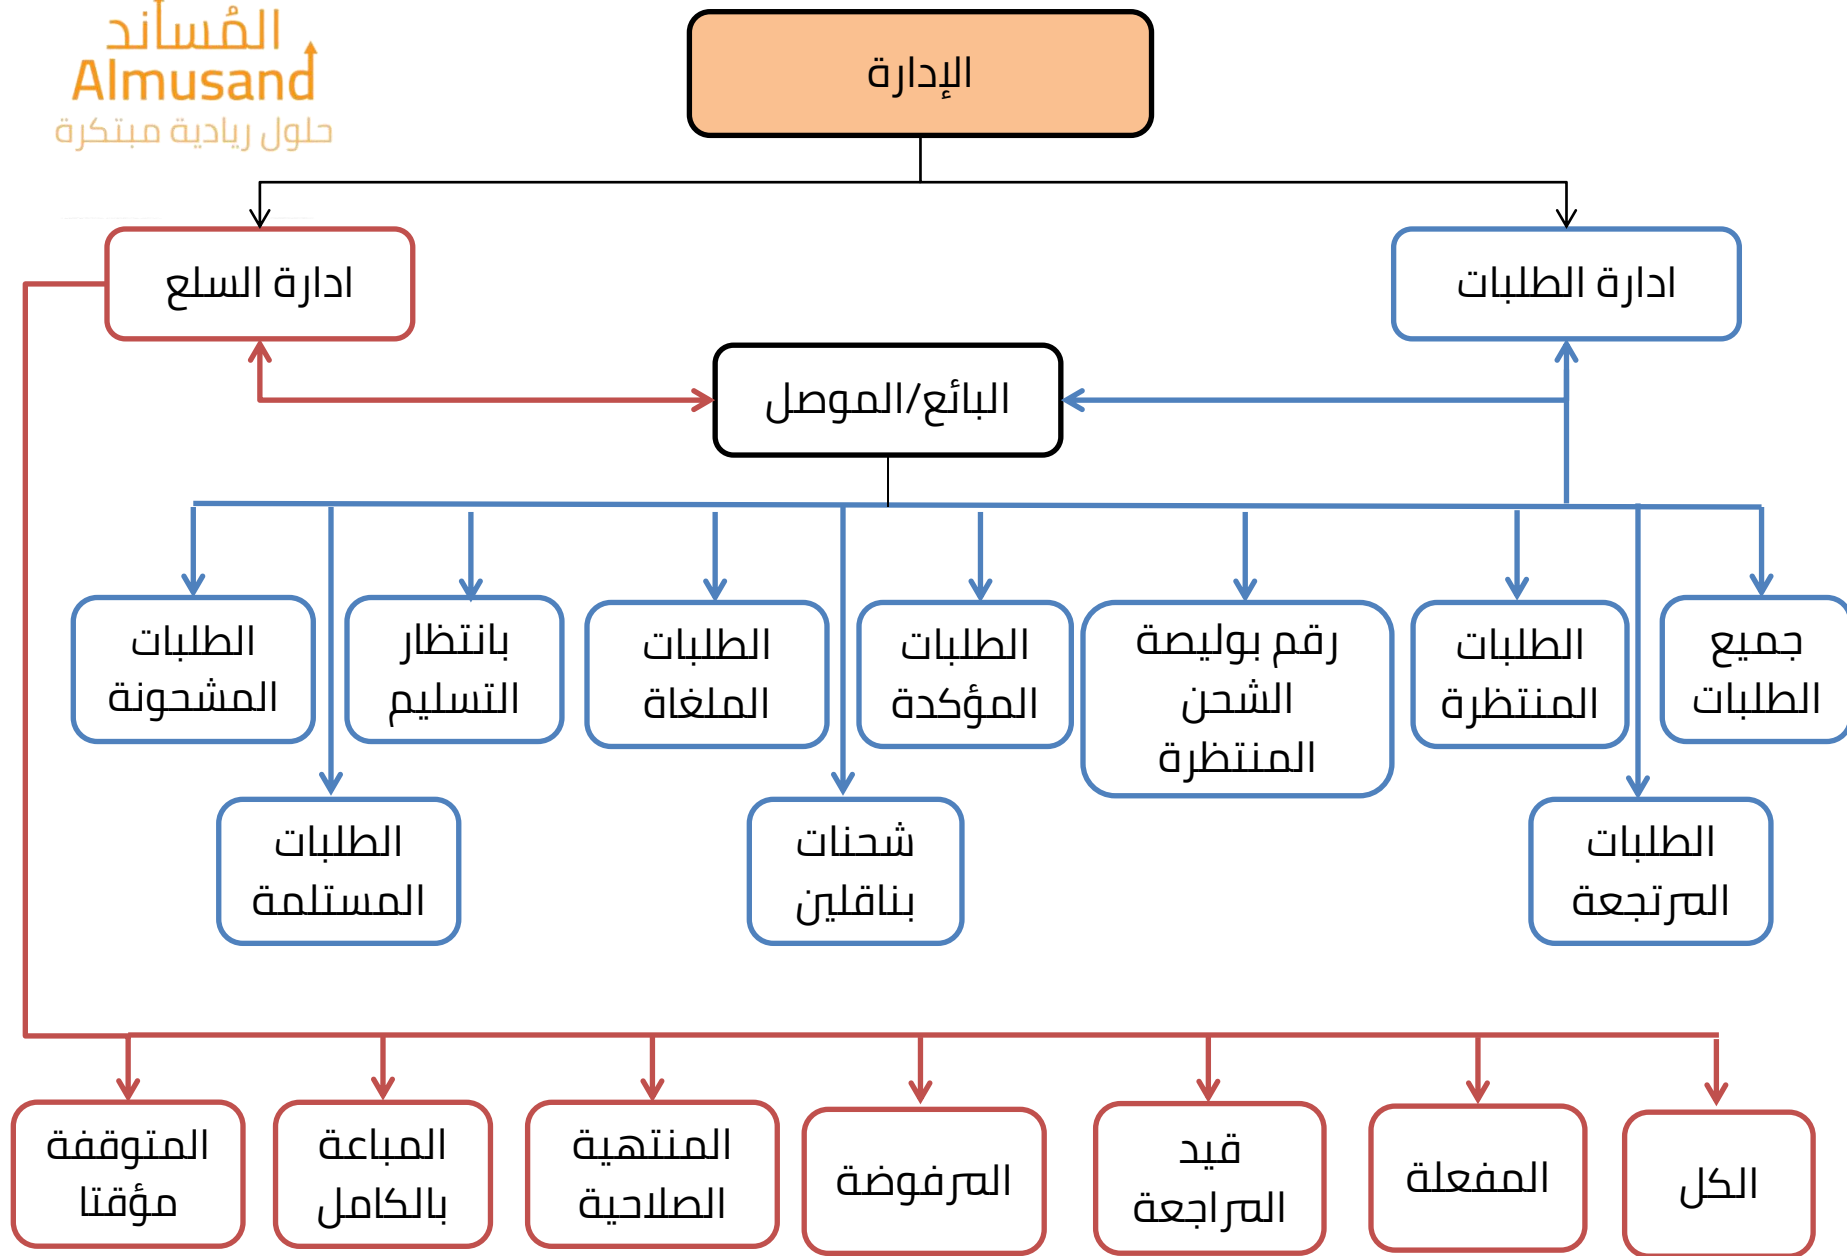 المُساند
Almusand
حلول ريادية مبتكرة
الإدارة
ادارة الطلبات
ادارة السلع
البائع/الموصل
جميع
الطلبات
الطلبات
المنتظرة
رقم بوليصة
الشحن
المنتظرة
الطلبات
المؤكدة
الطلبات
الملغاة
بانتظار
التسليم
الطلبات
المشحونة
الطلبات
المرتجعة
شحنات
بناقلين
الطلبات
المستلمة
الكل
المفعلة
قيد
المراجعة
المرفوضة
المنتهية
الصلاحية
المباعة
بالكامل
المتوقفة
مؤقتا